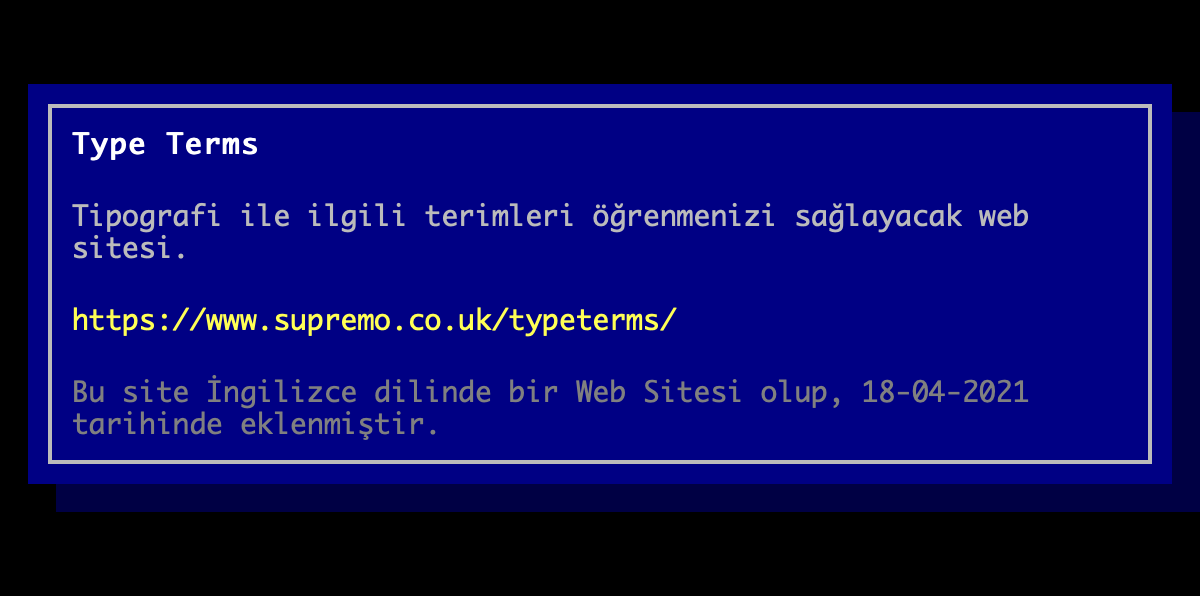 Type Terms
Tipografi ile ilgili terimleri öğrenmenizi sağlayacak web
sitesi.
https://www.supremo.co.uk/typeterms/
Bu site İngilizce dilinde bir Web Sitesi olup, 18-04-2021
tarihinde eklenmiştir.